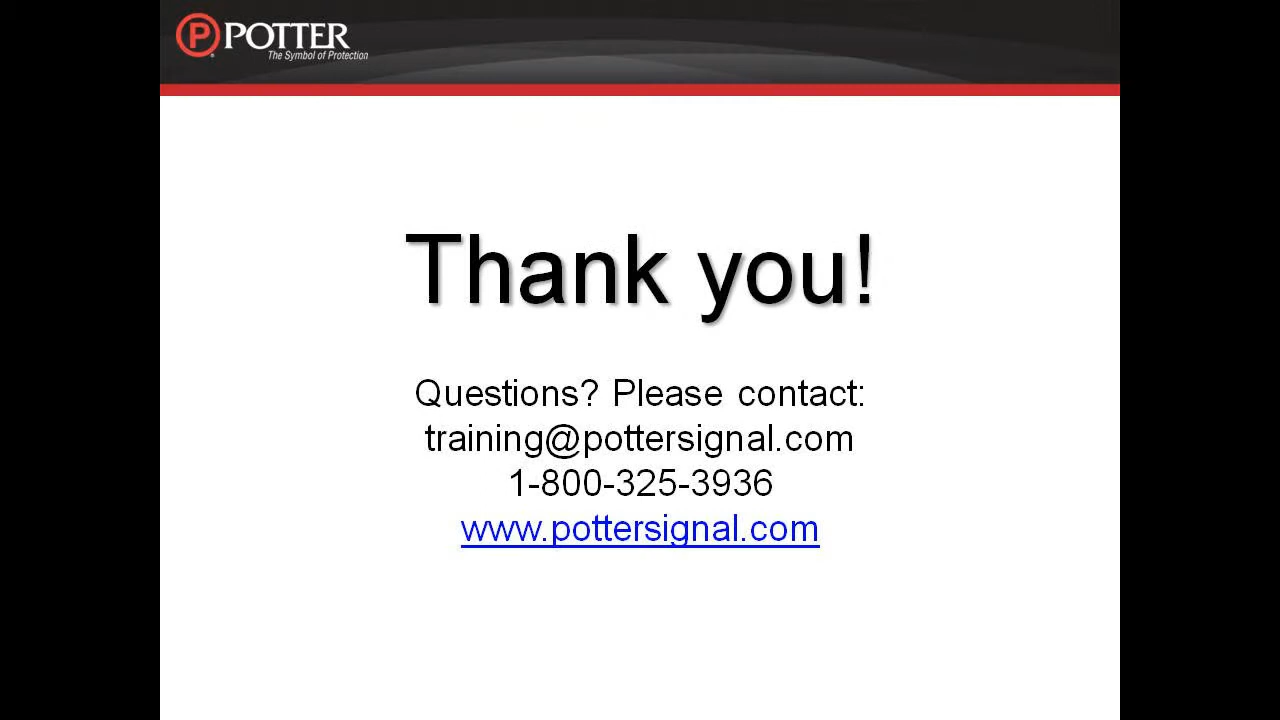 POTTER
The Symbol of Protection
Thank you!
Questions? Please contact:
training@pottersignal.com
1-800-325-3936
www.pottersignal.com